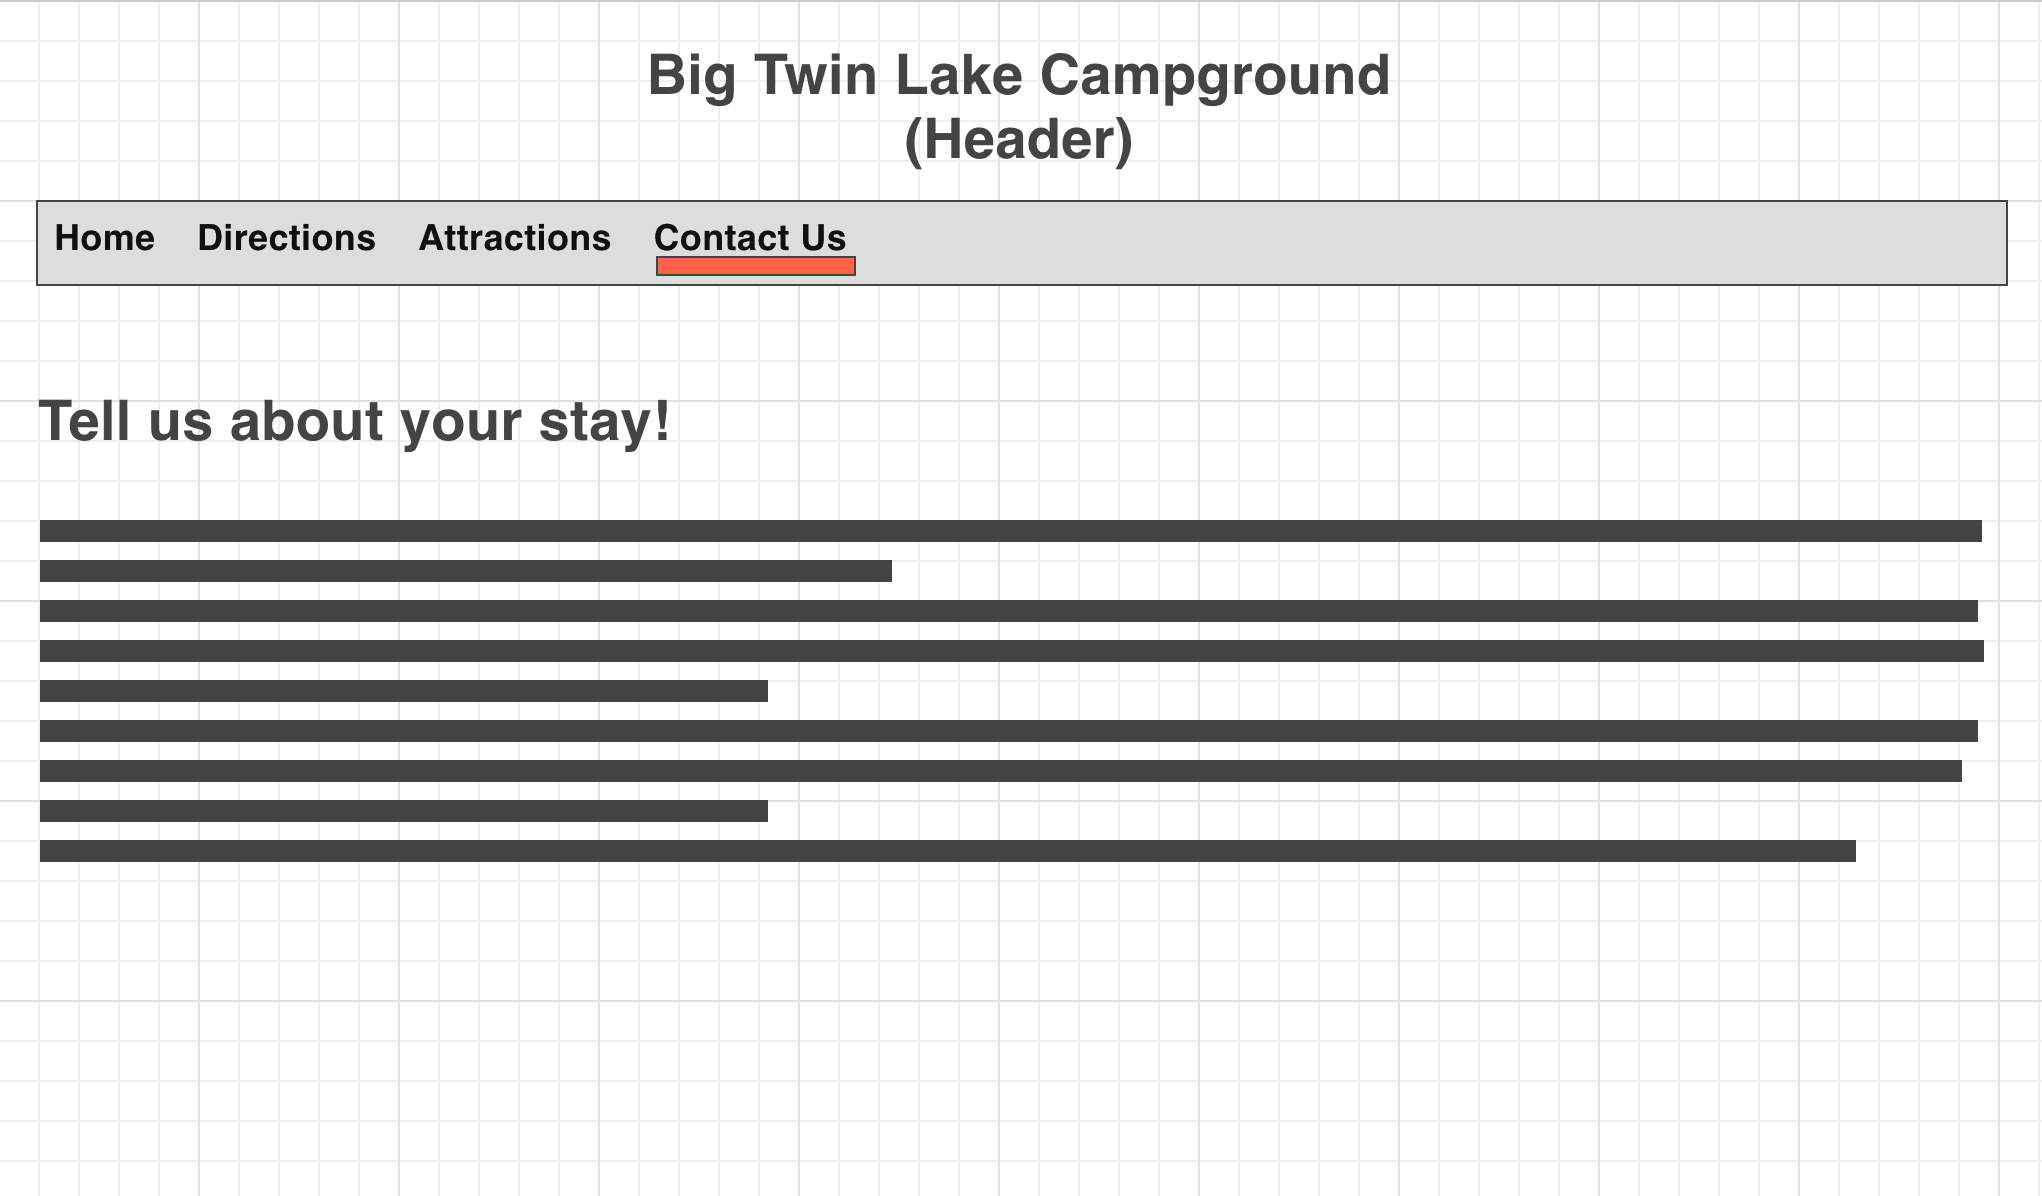 Big Twin Lake Campground
(Header)
Home Directions Attractions Contact Us
Tell us about your stay!